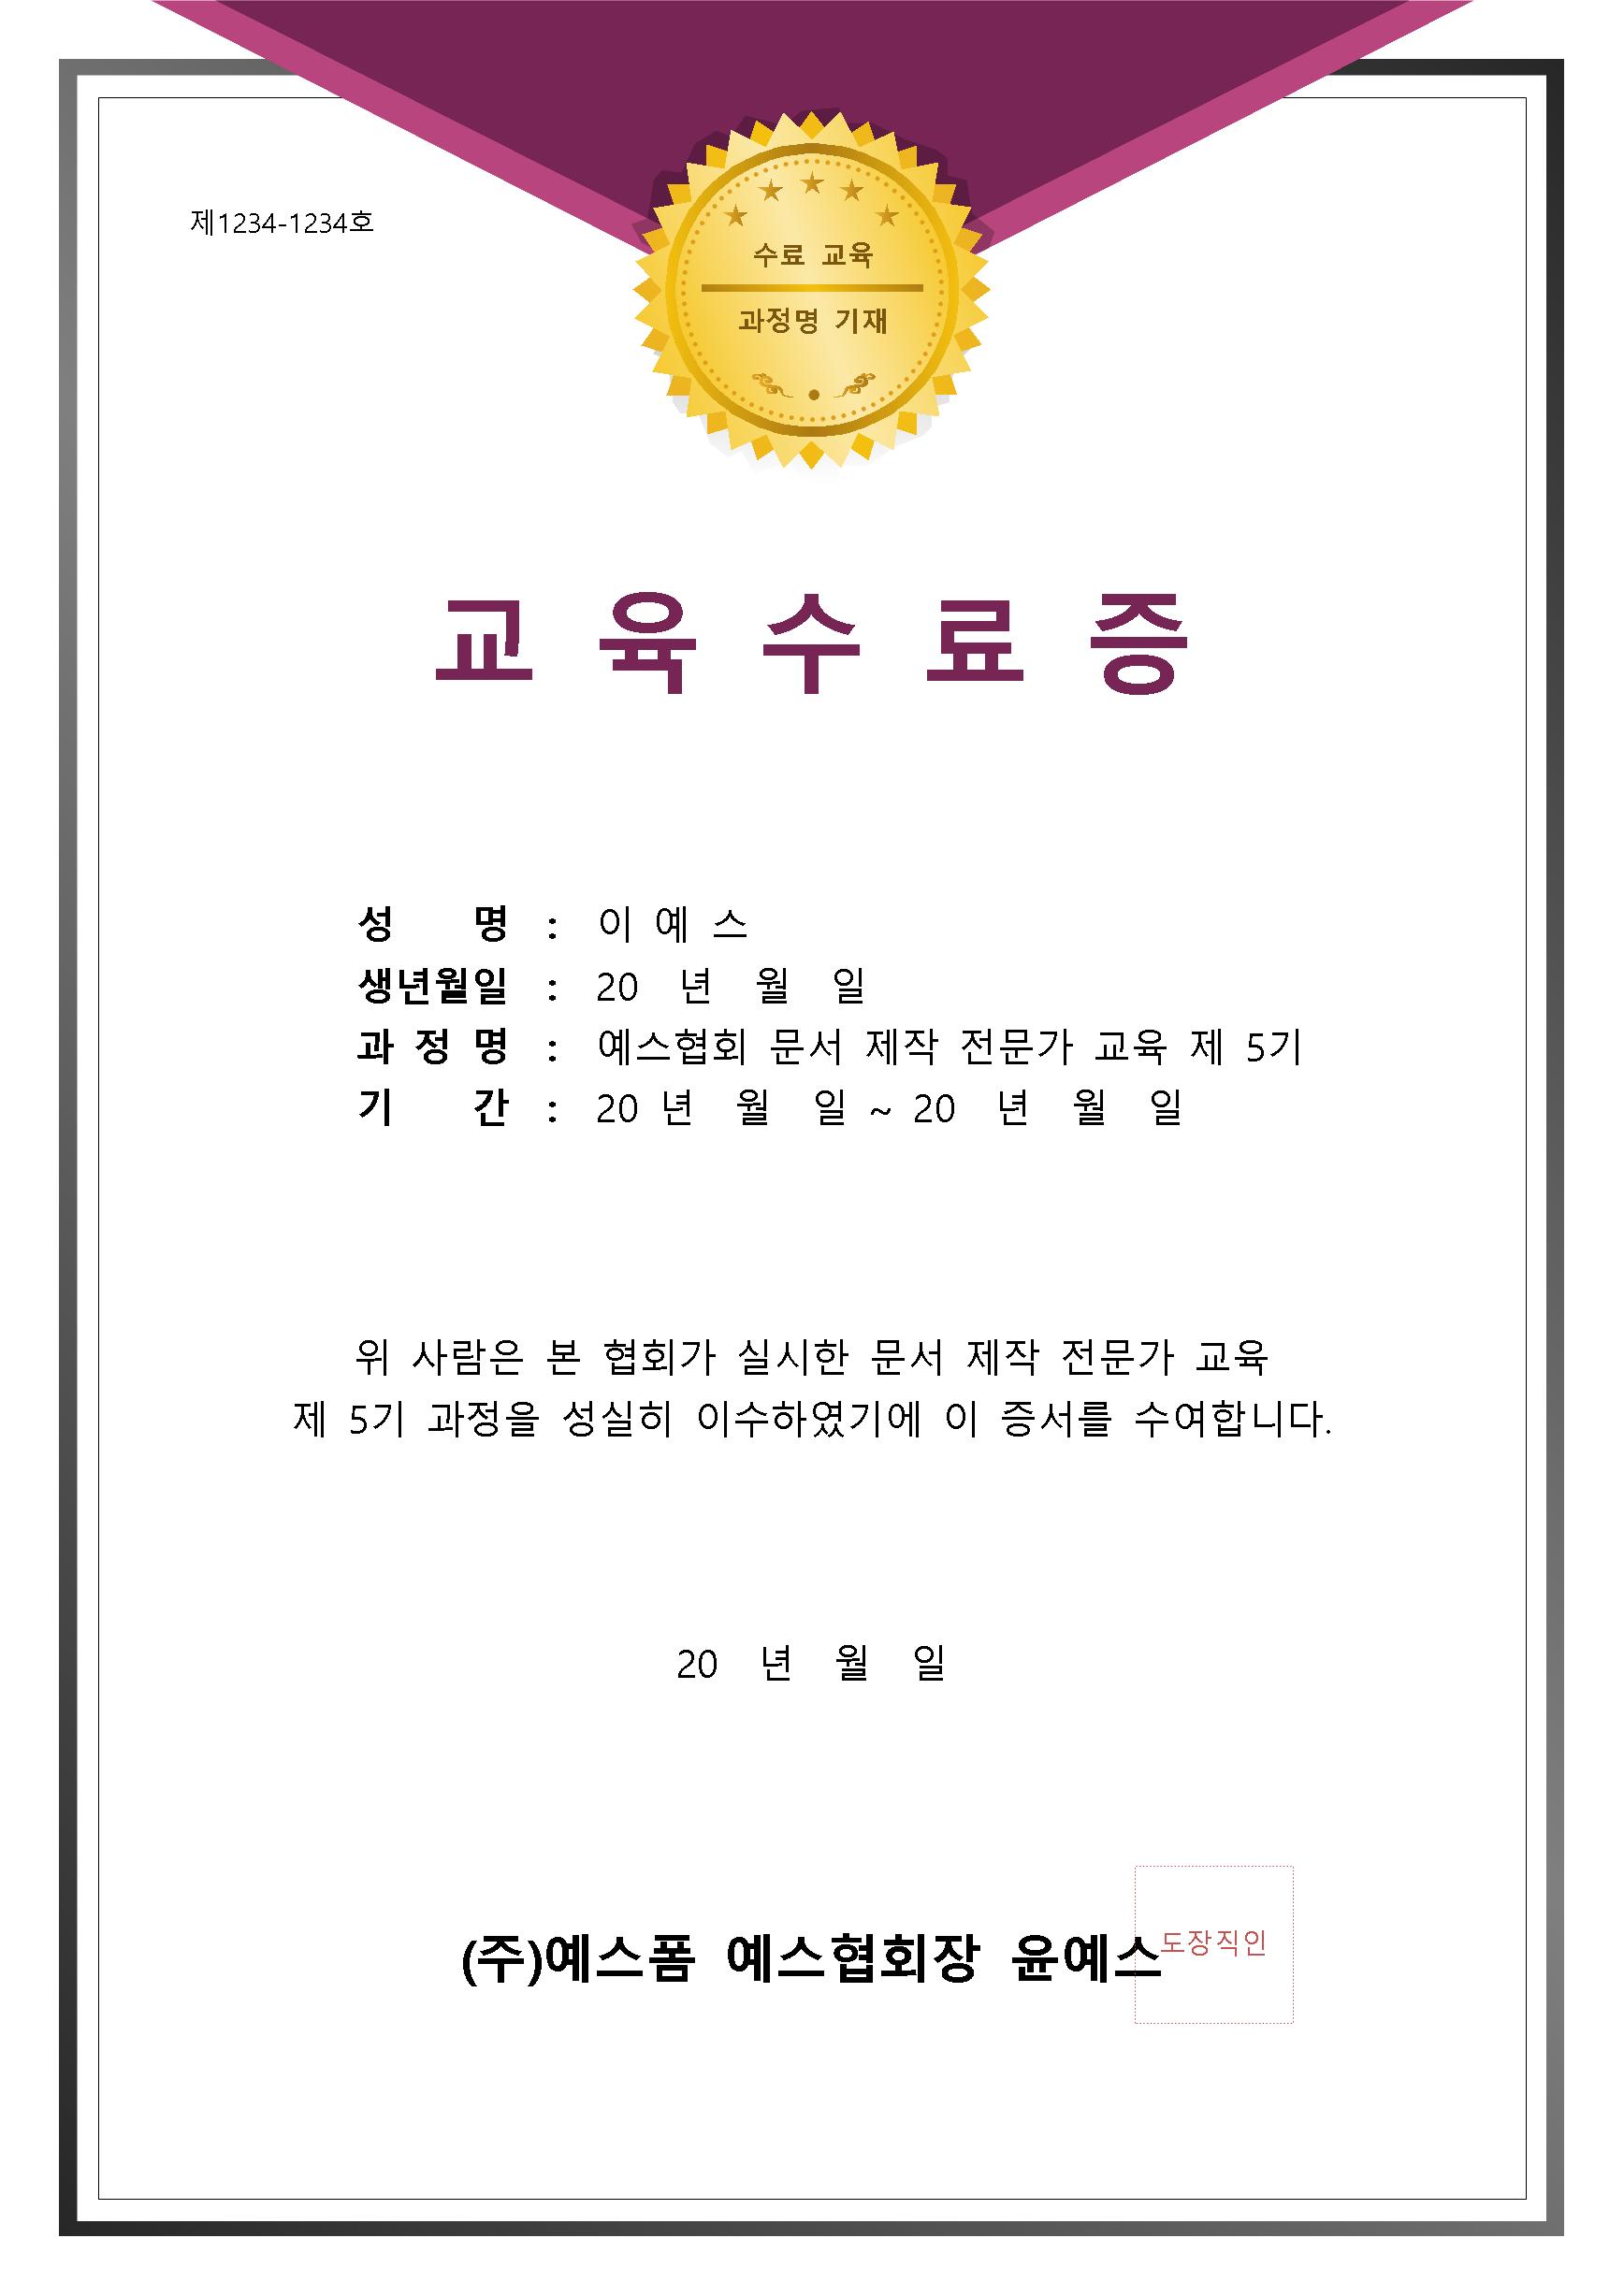 제1234-1234호
수료 교육
과정명 기재
교 육 수 료 증
성 명 : 이 예 스
생년월일 : 20 년 월 일
과 정 명 : 예스협회 문서 제작 전문가 교육 제 5기
기 간 : 20 년 월 일 ~ 20 년 월 일
위 사람은 본 협회가 실시한 문서 제작 전문가 교육
제 5기 과정을 성실히 이수하였기에 이 증서를 수여합니다.
20 년 월 일
(주)예스폼 예스협회장 윤예스
도장직인